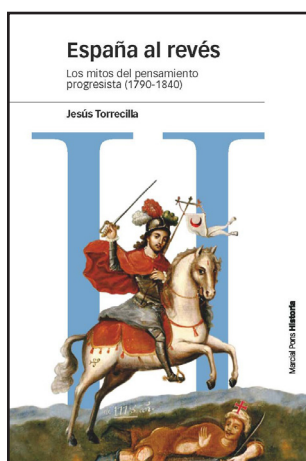 España al revés
Los mitos del pensamiento
progresista (1790-1840)
Jesús Torrecilla
Marcial Pons Historia